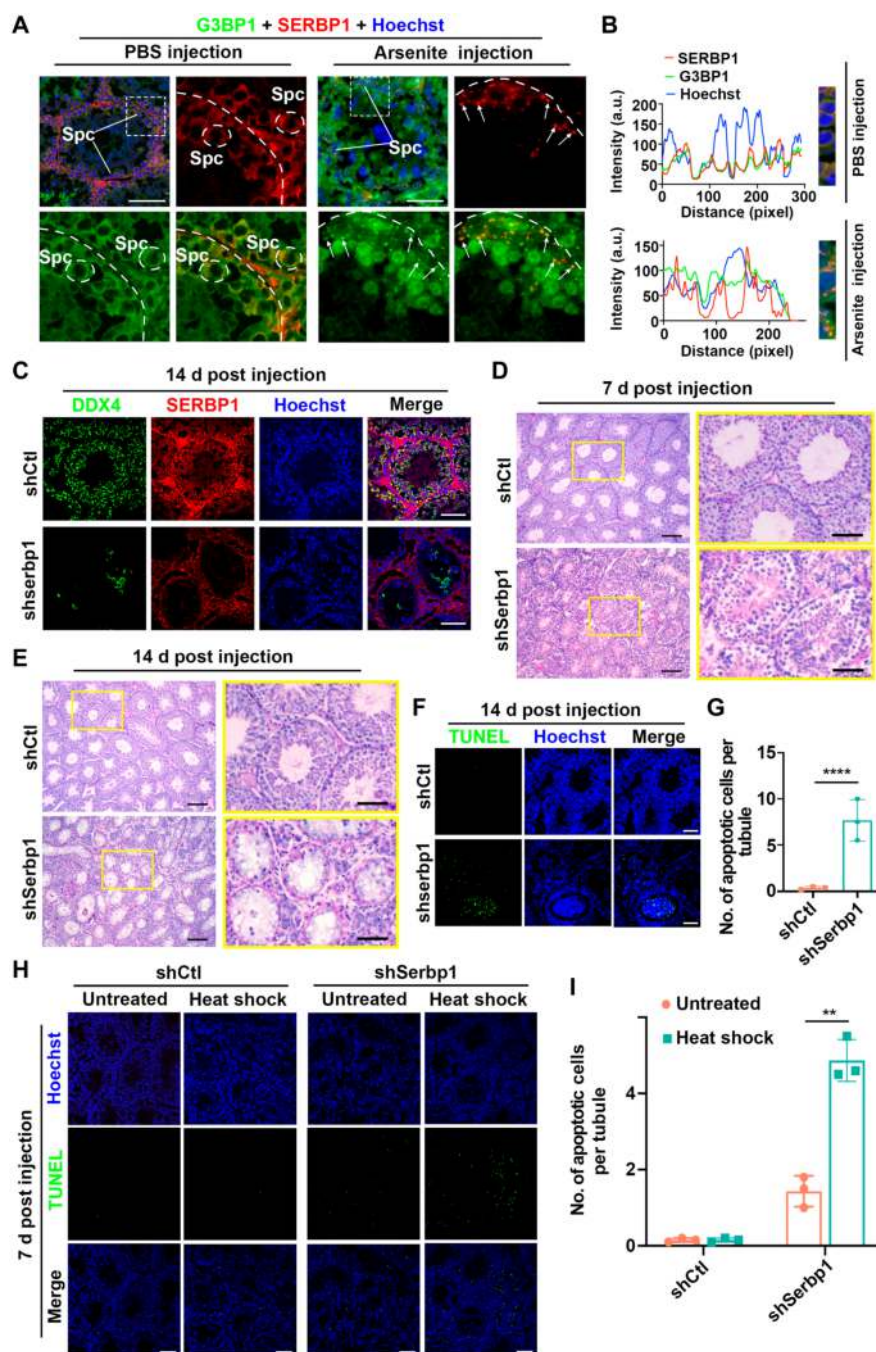 A
G3BP1 + SERBP1 + Hoechst
PBS injection
Arsenite injection
Spc
Spc
Spc
Spc
Spc
Spc
Spc
Spc
B
SERBP1
G3BP1
Hoechst
Intensity (a.u.)
200
150
100
50
0
0
100
200
300
Distance (pixel)
PBS injection
Intensity (a.u.)
150
100
50
0
0
100
200
Distance (pixel)
Arsenite injection
C
14 d post injection
DDX4
SERBP1
Hoechst
Merge
shCtl
shserbp1
D
7 d post injection
shCtl
shSerbp1
E
14 d post injection
shCtl
shSerbp1
F
14 d post injection
TUNEL
Hoechst
Merge
shCtl
shserbp1
G
No. of apoptotic cells per
tubule
15
10
5
0
****
shCtl
shSerbp1
H
shCtl
shSerbp1
Untreated
Heat shock
Untreated
Heat shock
7 d post injection
Hoechst
TUNEL
Merge
I
Untreated
Heat shock
**
No. of apoptotic cells
per tubule
4
2
0
shCtl
shSerbp1